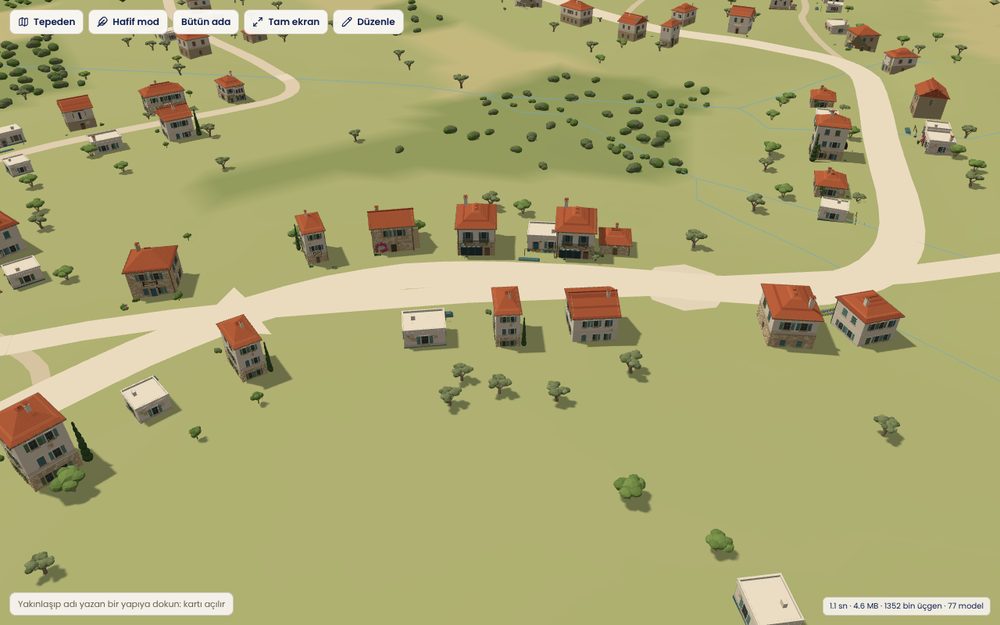 Tepeden
Hafif mod
Bütün ada
Tam ekran
Düzenle
Yakınlaşıp adı yazan bir yapıya dokun: kartı açılır
1.1 sn · 4.6 MB · 1352 bin üçgen · 77 model